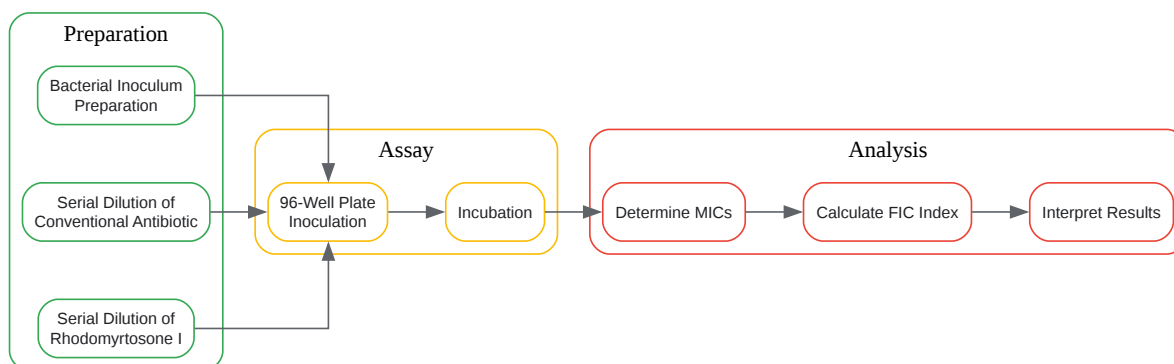 Preparation
Bacterial Inoculum
Preparation
Serial Dilution of
Conventional Antibiotic
Serial Dilution of
Rhodomyrtosone I
Assay
96-Well Plate
Inoculation
Incubation
Analysis
Determine MICs
Calculate FIC Index
Interpret Results